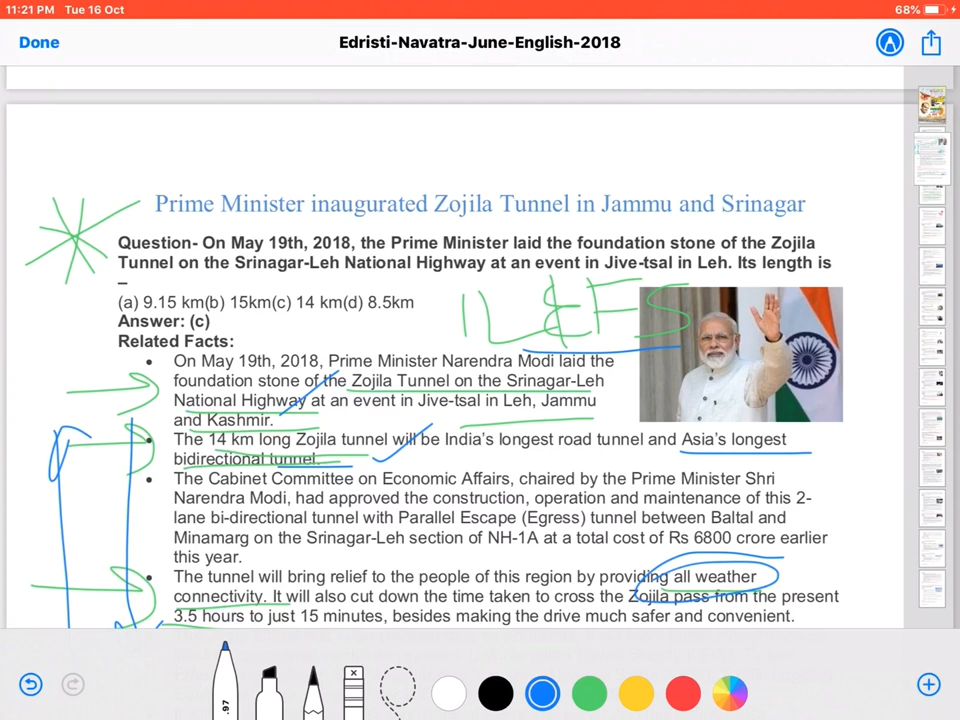 11:21 PM Tue 16 Oct 68%
Done Edristi-Navatra-June-English-2018
Prime Minister inaugurated Zojila Tunnel in Jammu and Srinagar
Question- On May 19th, 2018, the Prime Minister laid the foundation stone of the Zojila
Tunnel on the Srinagar-Leh National Highway at an event in Jive-tsal in Leh. Its length is
–
(a) 9.15 km(b) 15km(c) 14 km(d) 8.5km
Answer: (c)
IL&FS
Related Facts:
• On May 19th, 2018, Prime Minister Narendra Modi laid the
foundation stone of the Zojila Tunnel on the Srinagar-Leh
National Highway at an event in Jive-tsal in Leh, Jammu
and Kashmir.
• The 14 km long Zojila tunnel will be India's longest road tunnel and Asia's longest
bidirectional tunnel.
• The Cabinet Committee on Economic Affairs, chaired by the Prime Minister Shri
Narendra Modi, had approved the construction, operation and maintenance of this 2-
lane bi-directional tunnel with Parallel Escape (Egress) tunnel between Baltal and
Minamarg on the Srinagar-Leh section of NH-1A at a total cost of Rs 6800 crore earlier
this year.
• The tunnel will bring relief to the people of this region by providing all weather
connectivity. It will also cut down the time taken to cross the Zojila pass from the present
3.5 hours to just 15 minutes, besides making the drive much safer and convenient.
.97